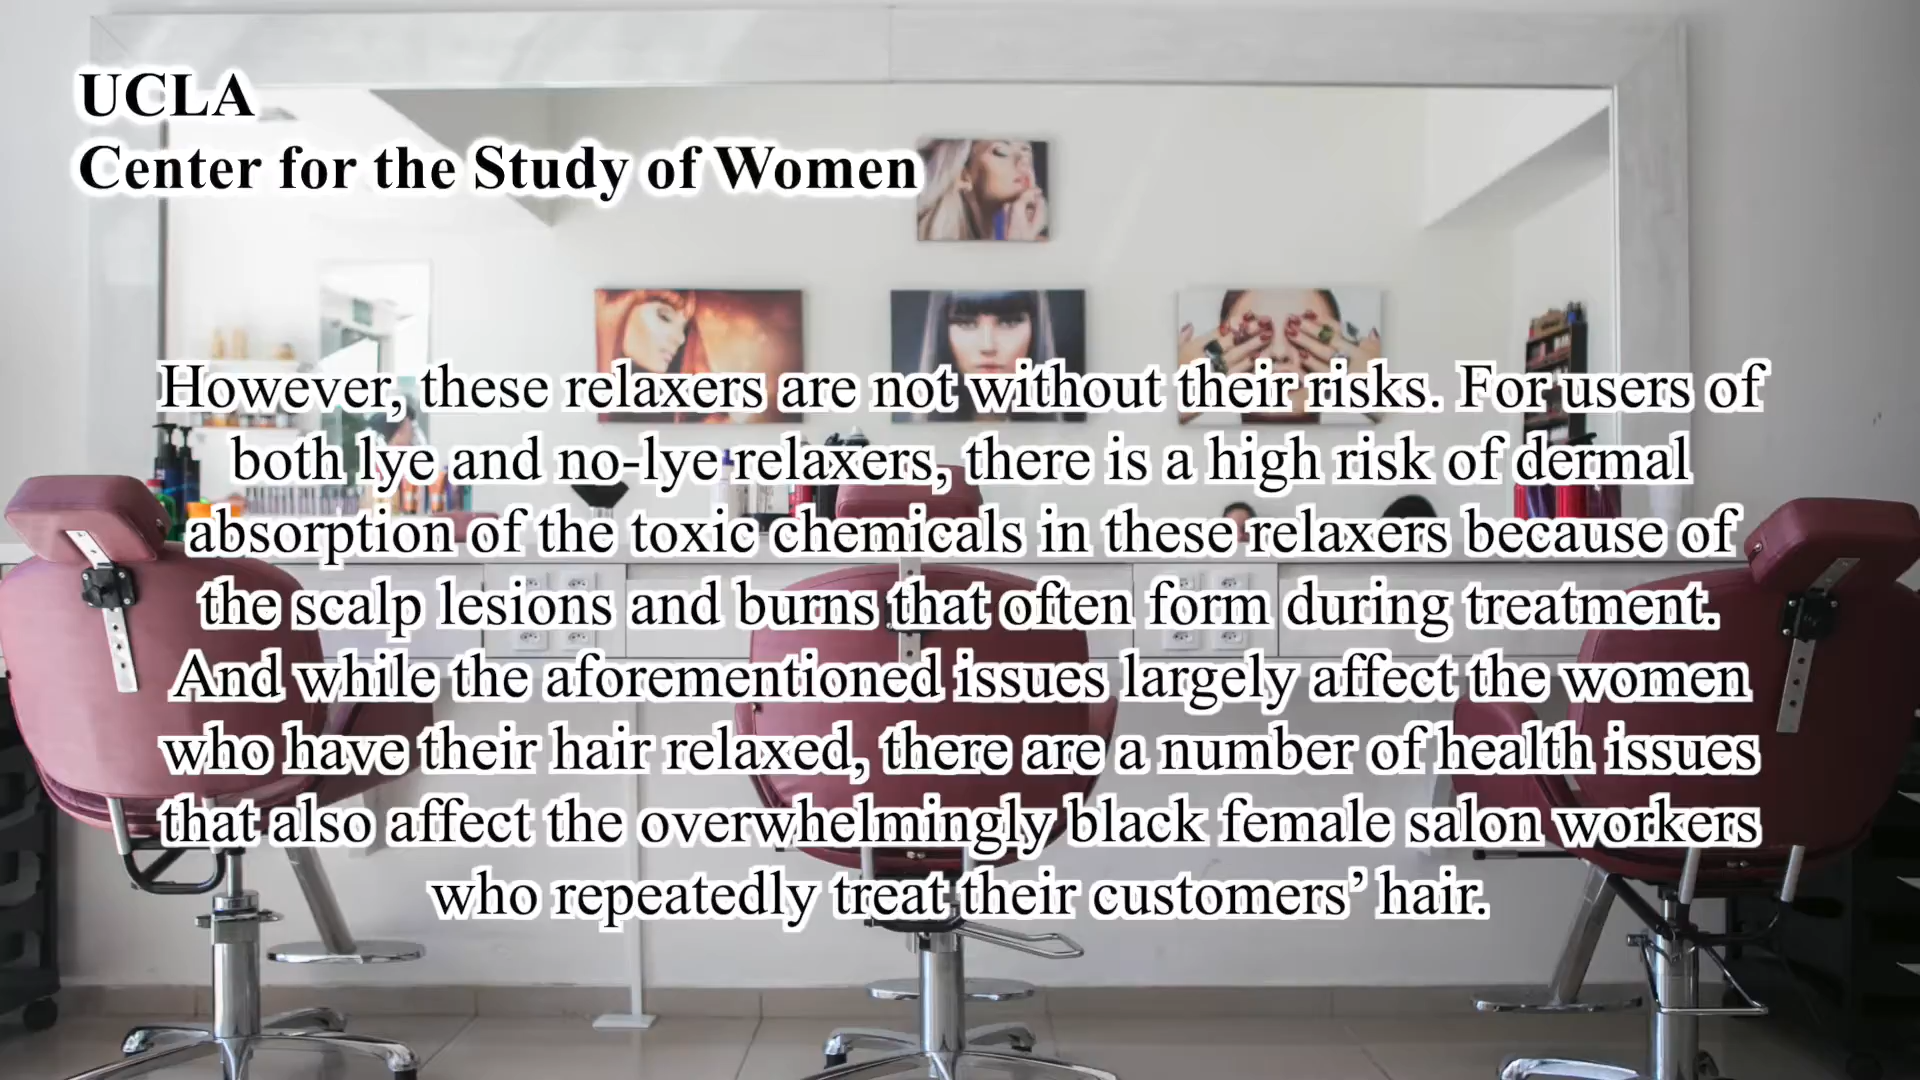 UCLA
Center for the Study of Women
However, these relaxers are not without their risks. For users of
both lye and no-lye relaxers, there is a high risk of dermal
absorption of the toxic chemicals in these relaxers because of
the scalp lesions and burns that often form during treatment.
And while the aforementioned issues largely affect the women
who have their hair relaxed, there are a number of health issues
that also affect the overwhelmingly black female salon workers
who repeatedly treat their customers’ hair.